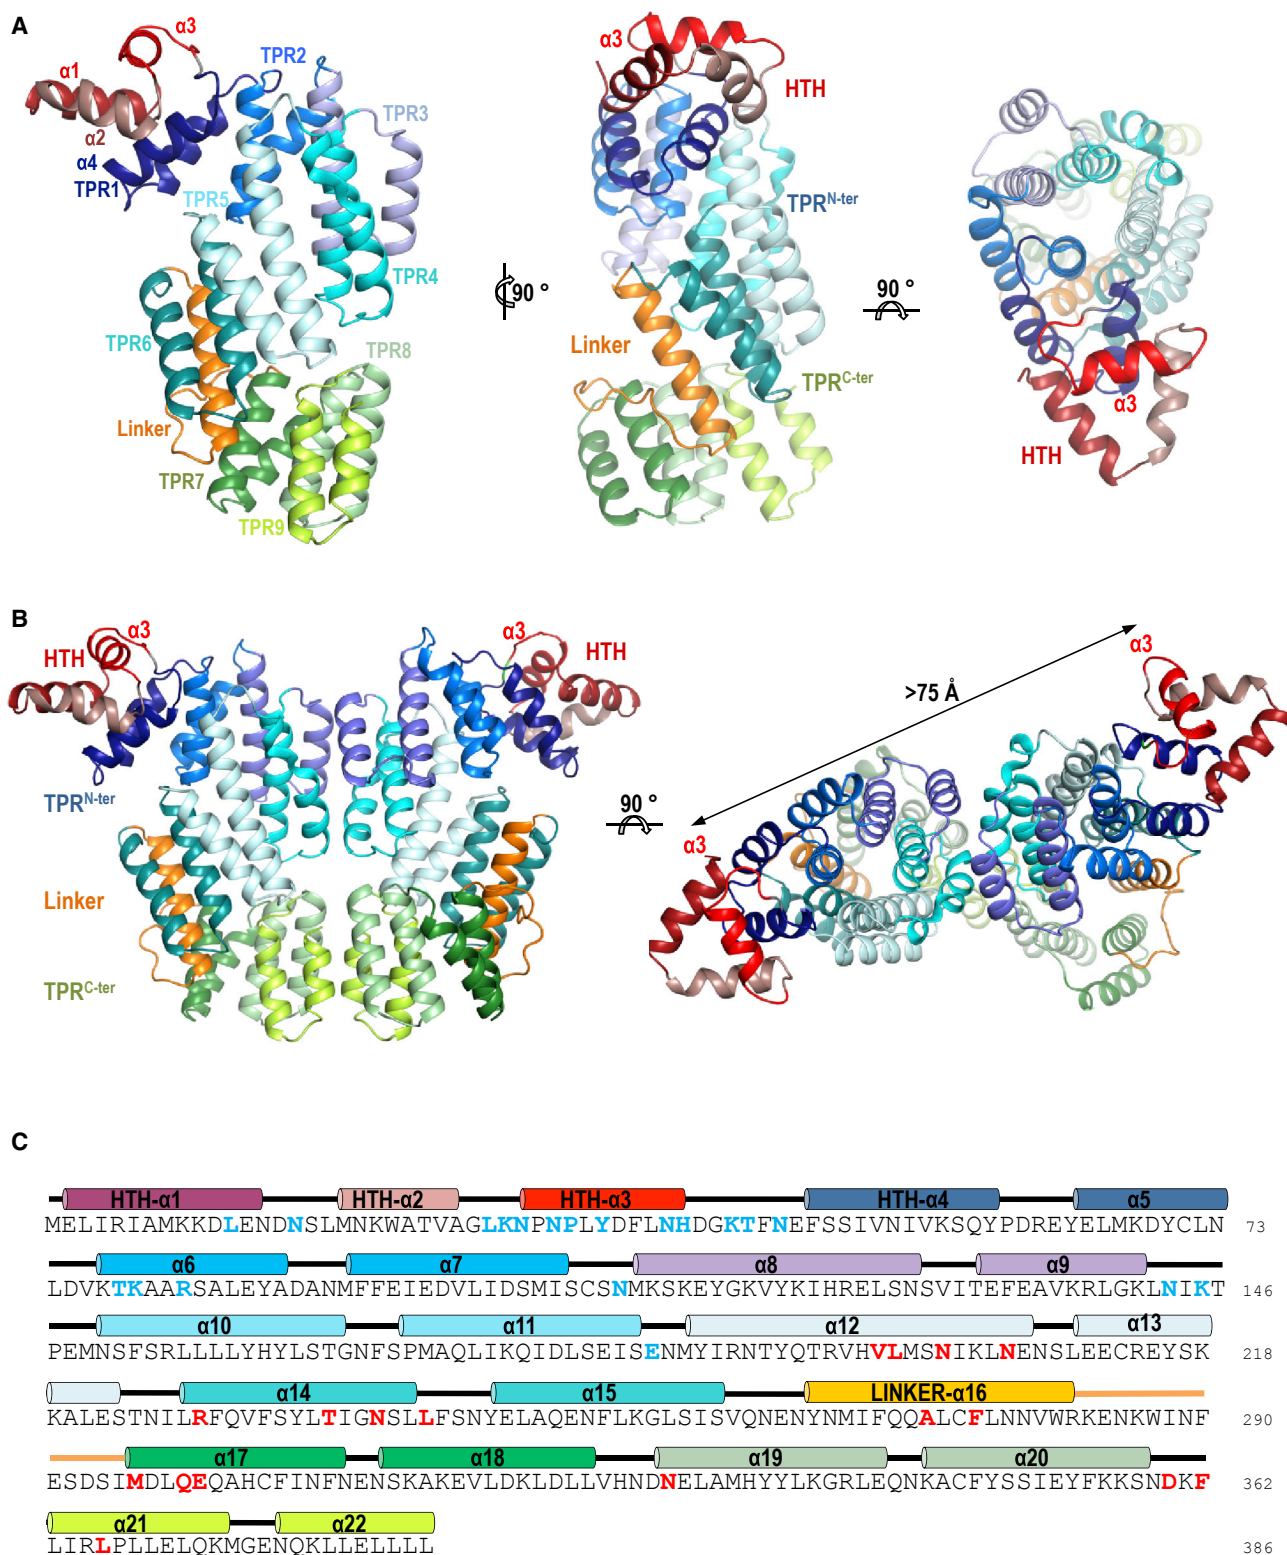 A
α3
α1
α2
α4
TPR1
TPR2
TPR3
TPR5
TPR4
TPR6
TPR8
Linker
TPR7
TPR9
90 °
α3
HTH
TPRN-ter
Linker
TPRC-ter
90 °
α3
HTH
B
α3
HTH
α3
HTH
TPRN-ter
Linker
TPRC-ter
90 °
>75 Å
α3
α3
C
HTH-α1 HTH-α2 HTH-α3 HTH-α4 α5
MELIRIAMKKDLENDNSLMNKWATVAGLKNPNPLYDFLNHDGKTFNEFSSIVNIVKSQYPDREYELMKDYCLN 73
α6 α7 α8 α9
LDVKTKAARSALEYADANMFFEIEDVLIDSMISCSNMKSKEYGKVYKIHRELSNSVITEFEAVKRLGKLNIKT 146
α10 α11 α12 α13
PEMNSFSRLLLLYHYLSTGNFSPMAQLIKQIDLSEISENMYIRNTYQTRVHVLMSNIKLNENSLEECREYSK 218
α14 α15 LINKER-α16
KALESTNILRFQVFSYLTIGNSLLFSNYELAQENFLKGLSISVQNENYNMIFQQALCFLNNVWRKENKWINF 290
α17 α18 α19 α20
ESDSIMDLQEQAHCFINFNENSKAKEVLDKLDLLVHNDNELAMHYYLKGRLEQNKACFYSSIEYFKKSNDKF 362
α21 α22
LIRLPLLELQKMGENQKLLELLLL 386